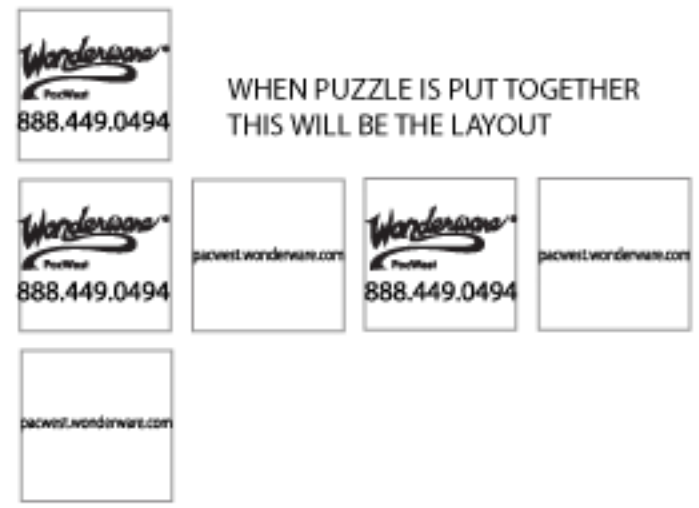 Wonderware
PacWest
888.449.0494
WHEN PUZZLE IS PUT TOGETHER
THIS WILL BE THE LAYOUT
Wonderware
PacWest
888.449.0494
pacwest.wonderware.com
Wonderware
PacWest
888.449.0494
pacwest.wonderware.com
pacwest.wonderware.com